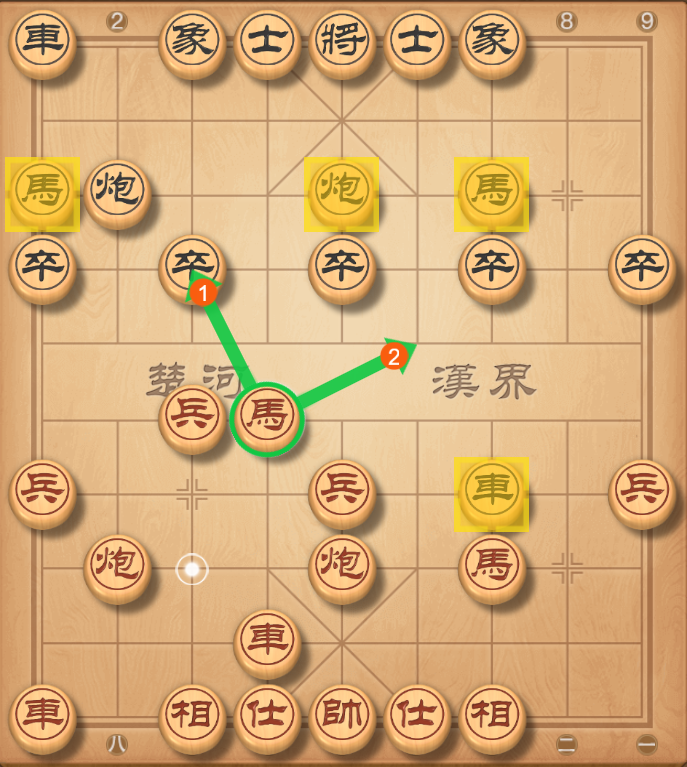 2 8 9
車 象 士 將 士 象
馬 炮 炮 馬
卒 卒 卒 卒 卒
1
2
楚河 漢界
兵 馬
兵 兵 車 兵
炮 炮 馬
車
車 相 仕 帥 仕 相
八 二 一